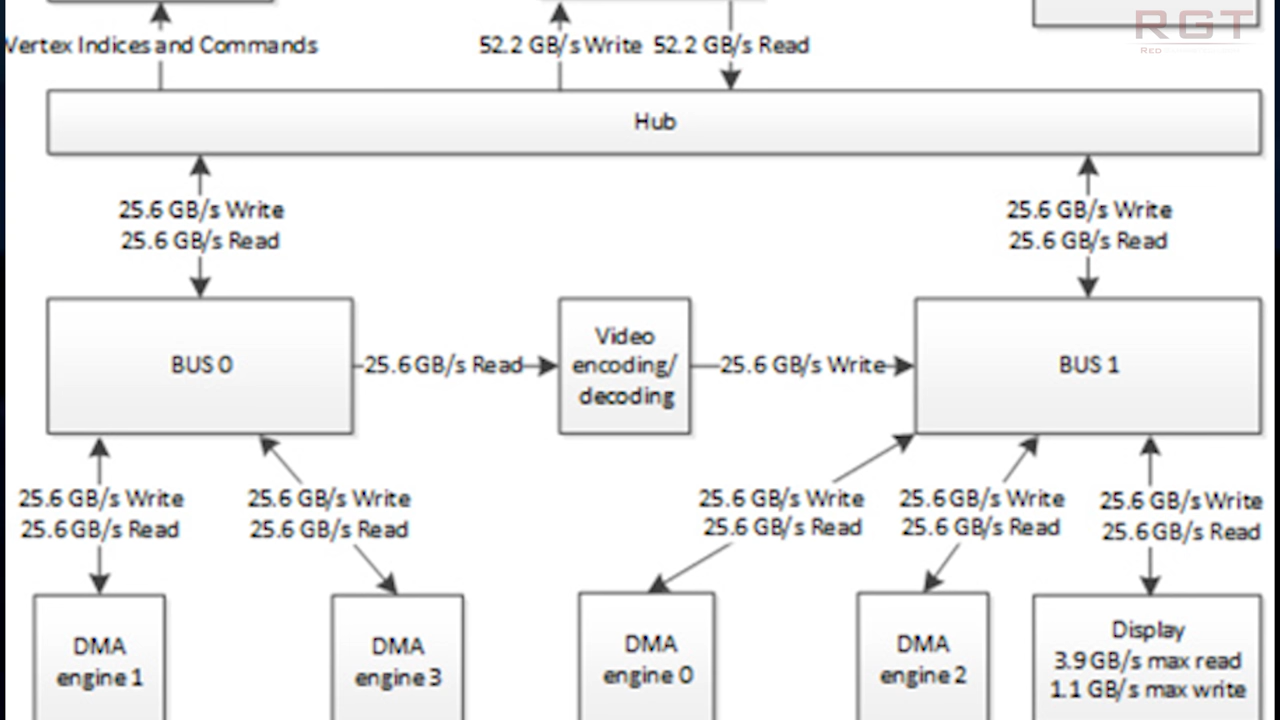 RGT
Red
Vertex Indices and Commands
52.2 GB/s Write
52.2 GB/s Read
Hub
25.6 GB/s Write
25.6 GB/s Read
25.6 GB/s Write
25.6 GB/s Read
BUS 0
25.6 GB/s Read
Video
encoding/
decoding
25.6 GB/s Write
BUS 1
25.6 GB/s Write
25.6 GB/s Read
25.6 GB/s Write
25.6 GB/s Read
25.6 GB/s Write
25.6 GB/s Read
25.6 GB/s Write
25.6 GB/s Read
25.6 GB/s Write
25.6 GB/s Read
DMA
engine 1
DMA
engine 3
DMA
engine 0
DMA
engine 2
Display
3.9 GB/s max read
1.1 GB/s max write